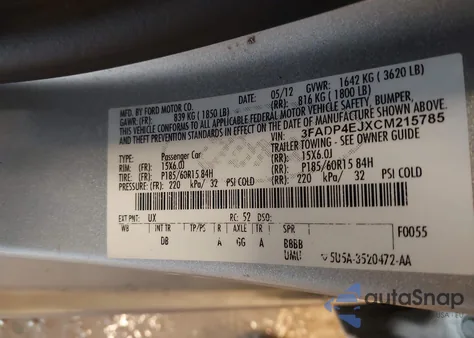 MFD. BY FORD MOTOR CO. 05/12 GVWR: 1642 KG ( 3620 LB)
GAWR:(FR): 839 KG ( 1850 LB) (RR): 816 KG ( 1800 LB)
THIS VEHICLE CONFORMS TO ALL APPLICABLE
FEDERAL MOTOR VEHICLE SAFETY, BUMPER,
AND THEFT PREVENTION STANDARDS IN EFFECT ON THE DATE OF MANUFACTURE SHOWN ABOVE.
VIN: 3FADP4EJXCM215785
TYPE: Passenger Car TRAILER TOWING - SEE OWNER GUIDE
RIM: (FR): 15X6.0J (RR): 15X6.0J
TIRE: (FR): P185/60R15 84H (RR): P185/60R15 84H
PRESSURE: (FR): 220 kPa/ 32 PSI COLD (RR): 220 kPa/ 32 PSI COLD
EXT PNT: UX RC: 52 DSO: F0055
WB INT TR TP/PS R AXLE TR SPR
DB A GG A BBBB
UMU 5U5A-3520472-AA
autoSnap